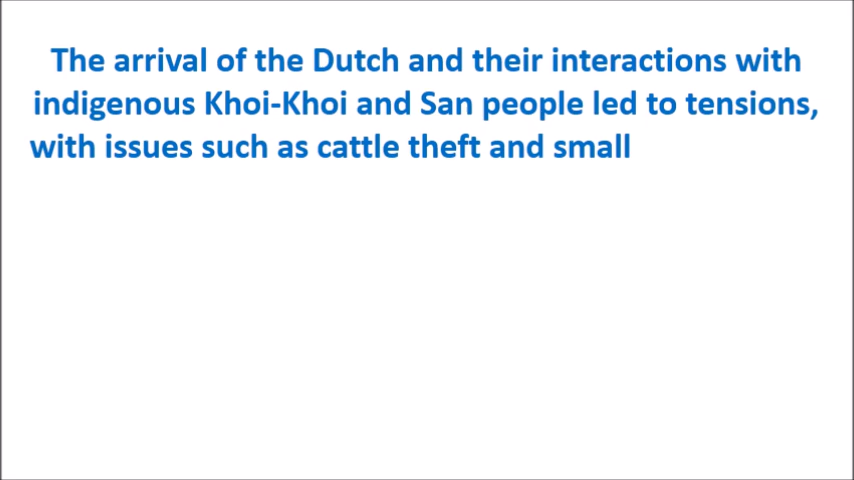 The arrival of the Dutch and their interactions with
indigenous Khoi-Khoi and San people led to tensions,
with issues such as cattle theft and small